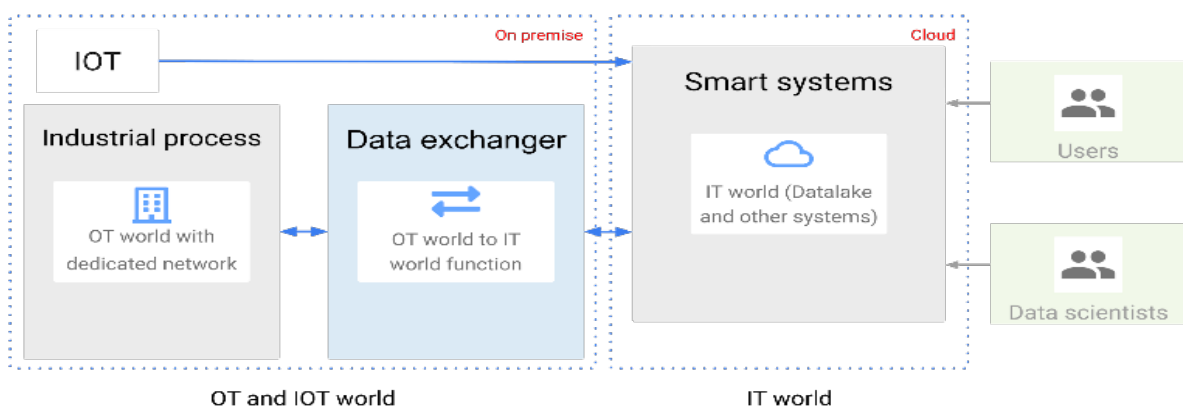 On premise
Cloud
IOT
Smart systems
Industrial process
Data exchanger
IT world (Datalake
and other systems)
Users
OT world with
dedicated network
OT world to IT
world function
Data scientists
OT and IOT world
IT world